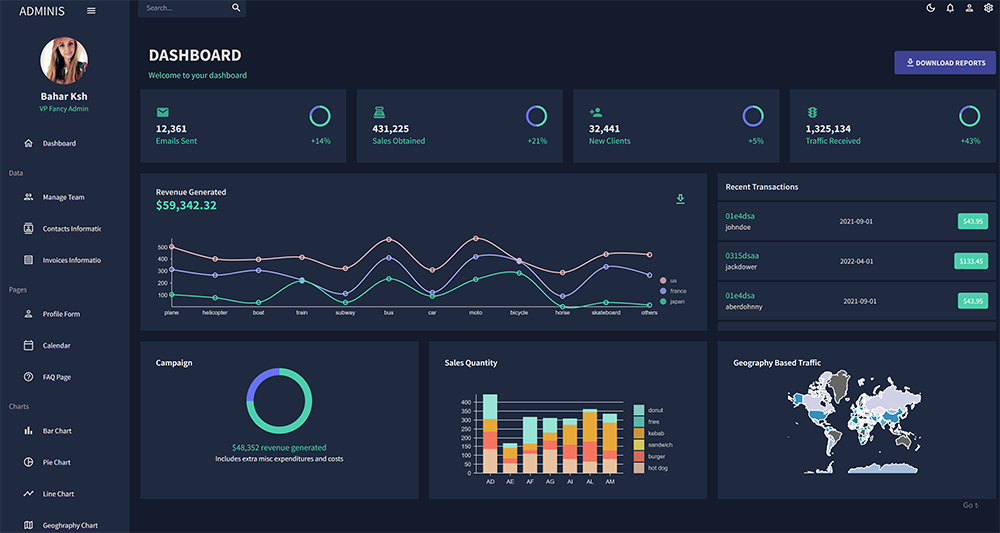 ADMINIS
Search...
Bahar Ksh
VP Fancy Admin
Dashboard
Data
Manage Team
Contacts Informatic
Invoices Informatio
Pages
Profile Form
Calendar
FAQ Page
Charts
Bar Chart
Pie Chart
Line Chart
Geoghraphy Chart
DASHBOARD
Welcome to your dashboard
DOWNLOAD REPORTS
12,361
Emails Sent
+14%
431,225
Sales Obtained
+21%
32,441
New Clients
+5%
1,325,134
Traffic Received
+43%
Revenue Generated
$59,342.32
500
400
300
200
100
plane helicopter boat train subway bus car moto bicycle horse skateboard others
us
france
japan
Recent Transactions
01e4dsa
johndoe
2021-09-01
$43.95
0315dsaa
jackdower
2022-04-01
$133.45
01e4dsa
aberdohnny
2021-09-01
$43.95
Campaign
$48,352 revenue generated
Includes extra misc expenditures and costs
Sales Quantity
400
350
300
250
200
150
100
50
0
AD AE AF AG AI AL AM
donut
fries
kebab
sandwich
burger
hot dog
Geography Based Traffic
Go t